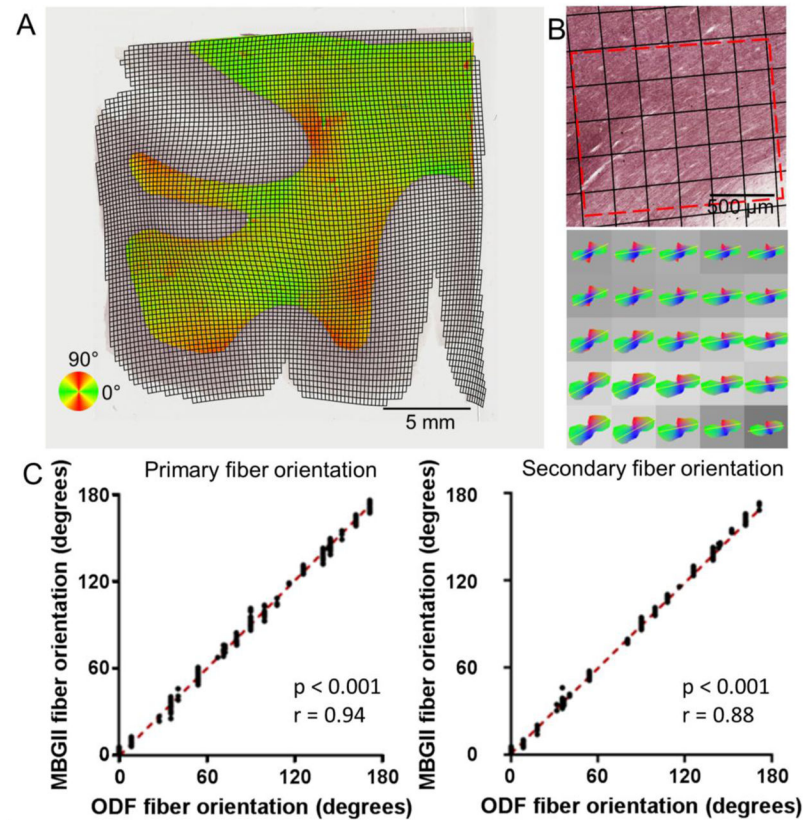 A
B
90°
0°
5 mm
500 µm
C
Primary fiber orientation
Secondary fiber orientation
MBGII fiber orientation (degrees)
180
120
60
0
p < 0.001
r = 0.94
0
60
120
180
ODF fiber orientation (degrees)
MBGII fiber orientation (degrees)
180
120
60
0
p < 0.001
r = 0.88
0
60
120
180
ODF fiber orientation (degrees)